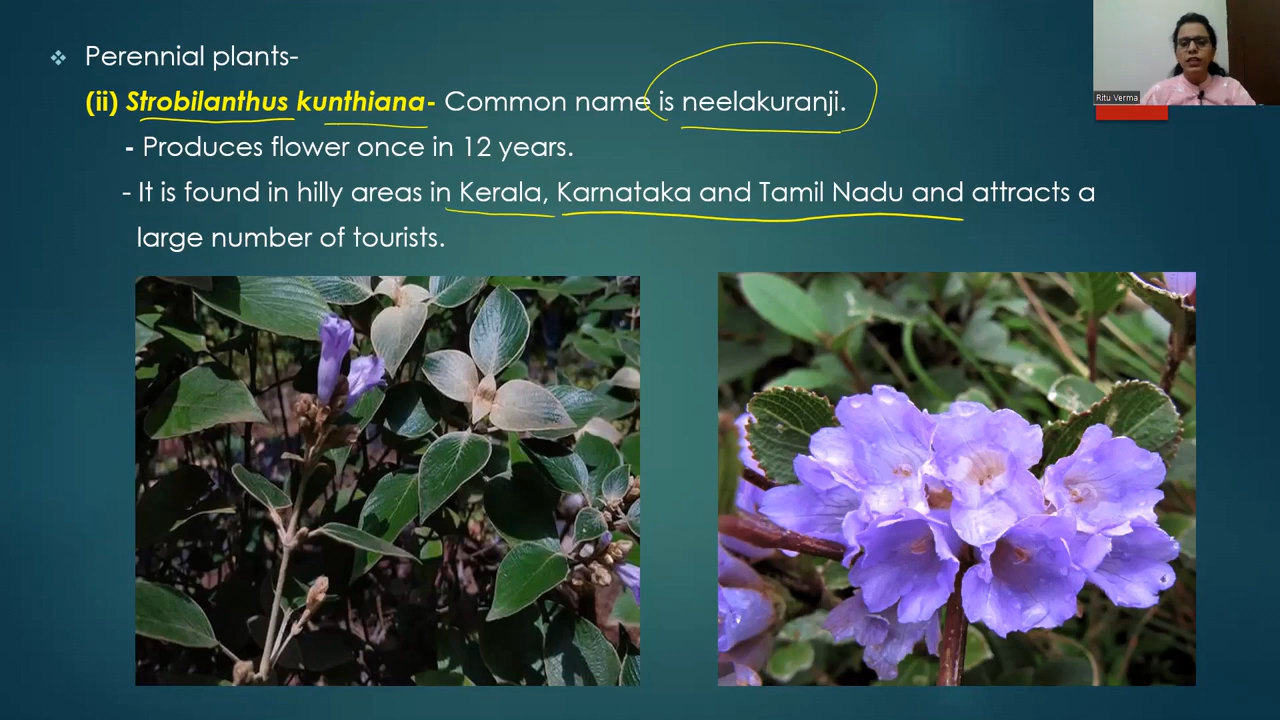 Perennial plants-
(ii) Strobilanthus kunthiana- Common name is neelakuranji.
- Produces flower once in 12 years.
- It is found in hilly areas in Kerala, Karnataka and Tamil Nadu and attracts a
large number of tourists.
Ritu Verma